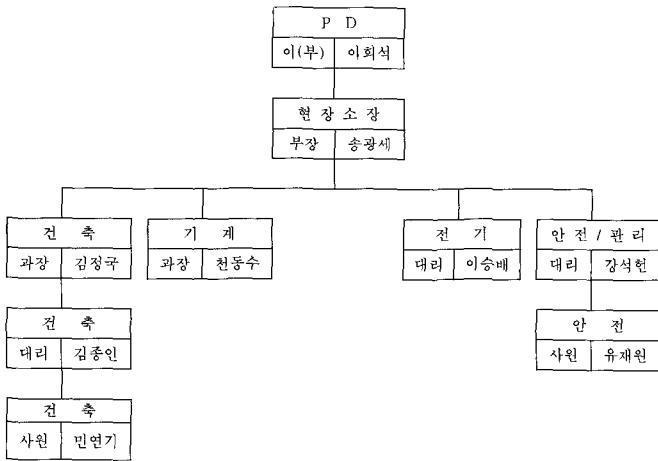 P D
이(부) 이희석
현 장 소 장
부장 송광세
건 축 기 계 전 기 안 전 / 관 리
과장 김정국 과장 천동수 대리 이승배 대리 강석헌
건 축 안 전
대리 김종인 사원 유재원
건 축
사원 민연기